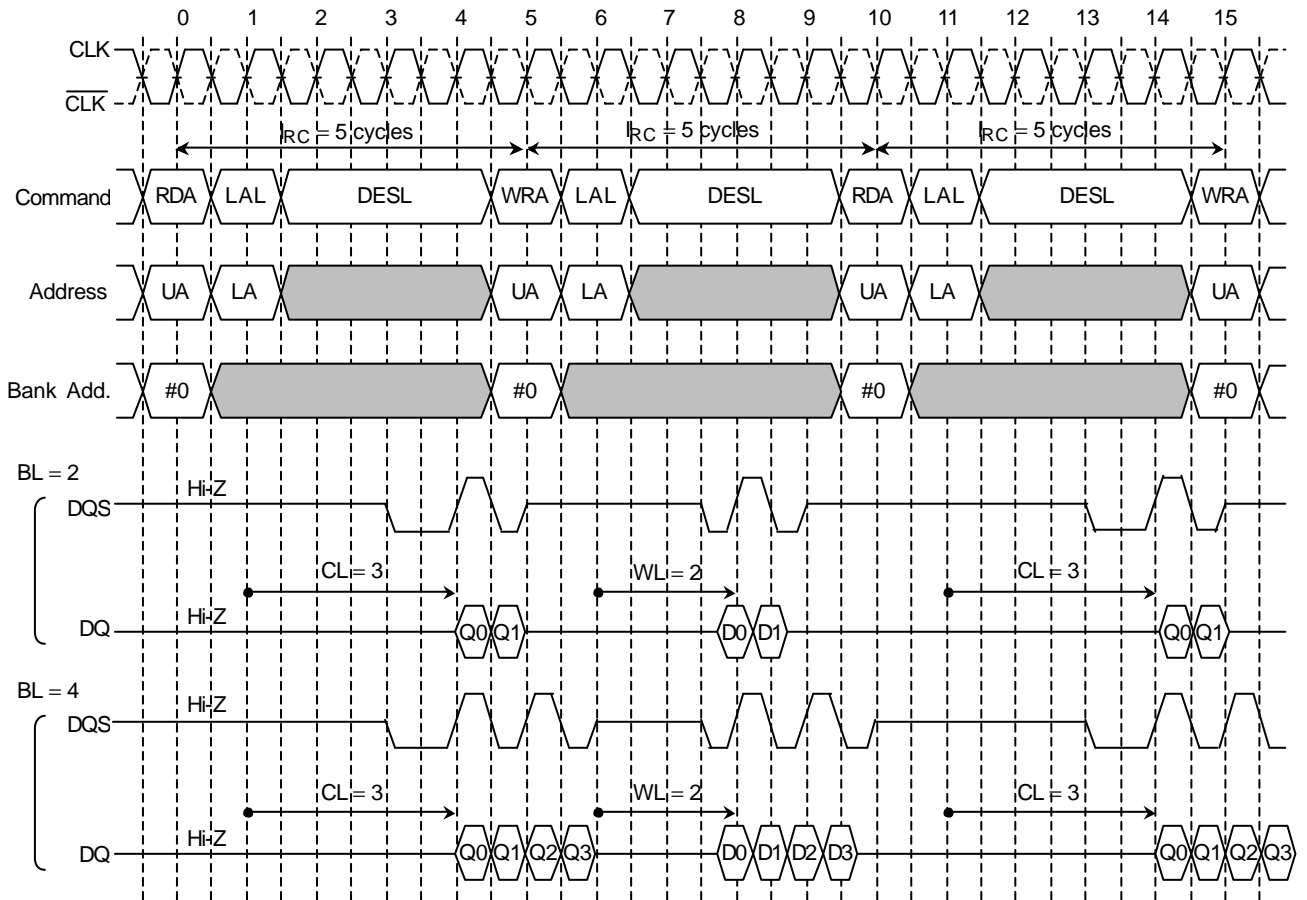 0 1 2 3 4 5 6 7 8 9 10 11 12 13 14 15
CLK
CLK
IRC = 5 cycles IRC = 5 cycles IRC = 5 cycles
Command RDA LAL DESL WRA LAL DESL RDA LAL DESL WRA
Address UA LA UA LA UA LA UA
Bank Add. #0 #0 #0 #0
BL = 2
Hi-Z
DQS
CL = 3 WL = 2 CL = 3
Hi-Z
DQ Q0 Q1 D0 D1 Q0 Q1
BL = 4
Hi-Z
DQS
CL = 3 WL = 2 CL = 3
Hi-Z
DQ Q0 Q1 Q2 Q3 D0 D1 D2 D3 Q0 Q1 Q2 Q3